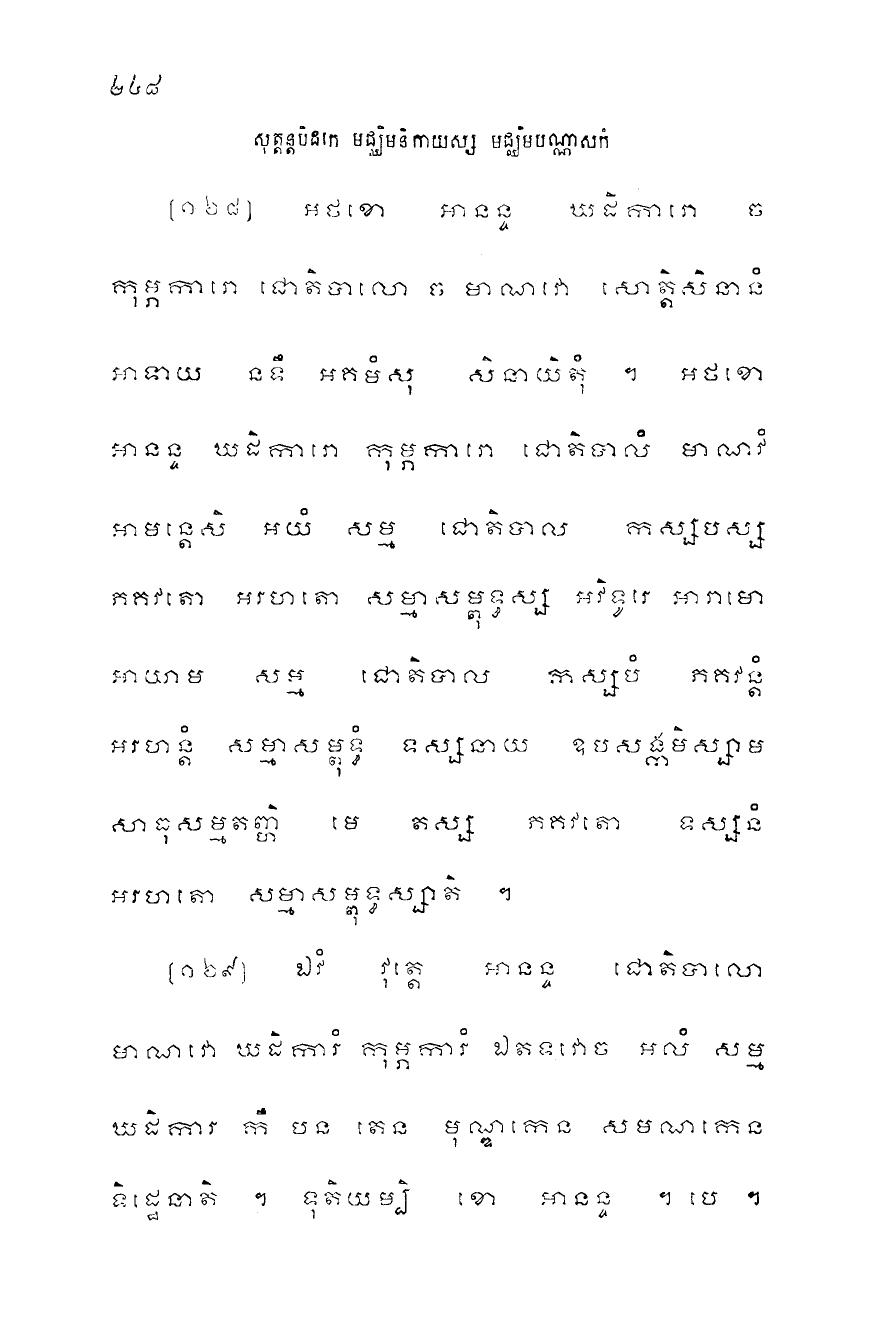 ២៤៨
សុត្តន្តបិដកេ មជ្ឈិមនិកាយស្ស មជ្ឈិមបណ្ណាសកំ
[១២៨] អថខោ អានន្ទ ឃដិការោ ច
កុម្ភការោ ជោតិបាលោ ច មាណវោ សោត្តិសិនានំ
អាទាយ នទឹ អគមំសុ សិនាយិតុំ ។ អថខោ
អានន្ទ ឃដិការោ កុម្ភការោ ជោតិបាលំ មាណវំ
អាមន្តេសិ អយំ សម្ម ជោតិបាល កស្សបស្ស
ភគវតោ អរហតោ សម្មាសម្ពុទ្ធស្ស អវិទូរេ អារាមោ
អាយាម សម្ម ជោតិបាល កស្សបំ ភគវន្តំ
អរហន្តំ សម្មាសម្ពុទ្ធំ ទស្សនាយ ឧបសង្កមិស្សាម
សាធុសម្មតញ្ហិ មេ តស្ស ភគវតោ ទស្សនំ
អរហតោ សម្មាសម្ពុទ្ធស្សាតិ ។
[១២៩] ឯវំ វុត្តេ អានន្ទ ជោតិបាលោ
មាណវោ ឃដិការំ កុម្ភការំ ឯតទវោច អលំ សម្ម
ឃដិការ កឹ បន តេន មុណ្ឌកេន សមណកេន
ទិដ្ឋេនាតិ ។ ទុតិយម្បិ ខោ អានន្ទ ។ បេ ។